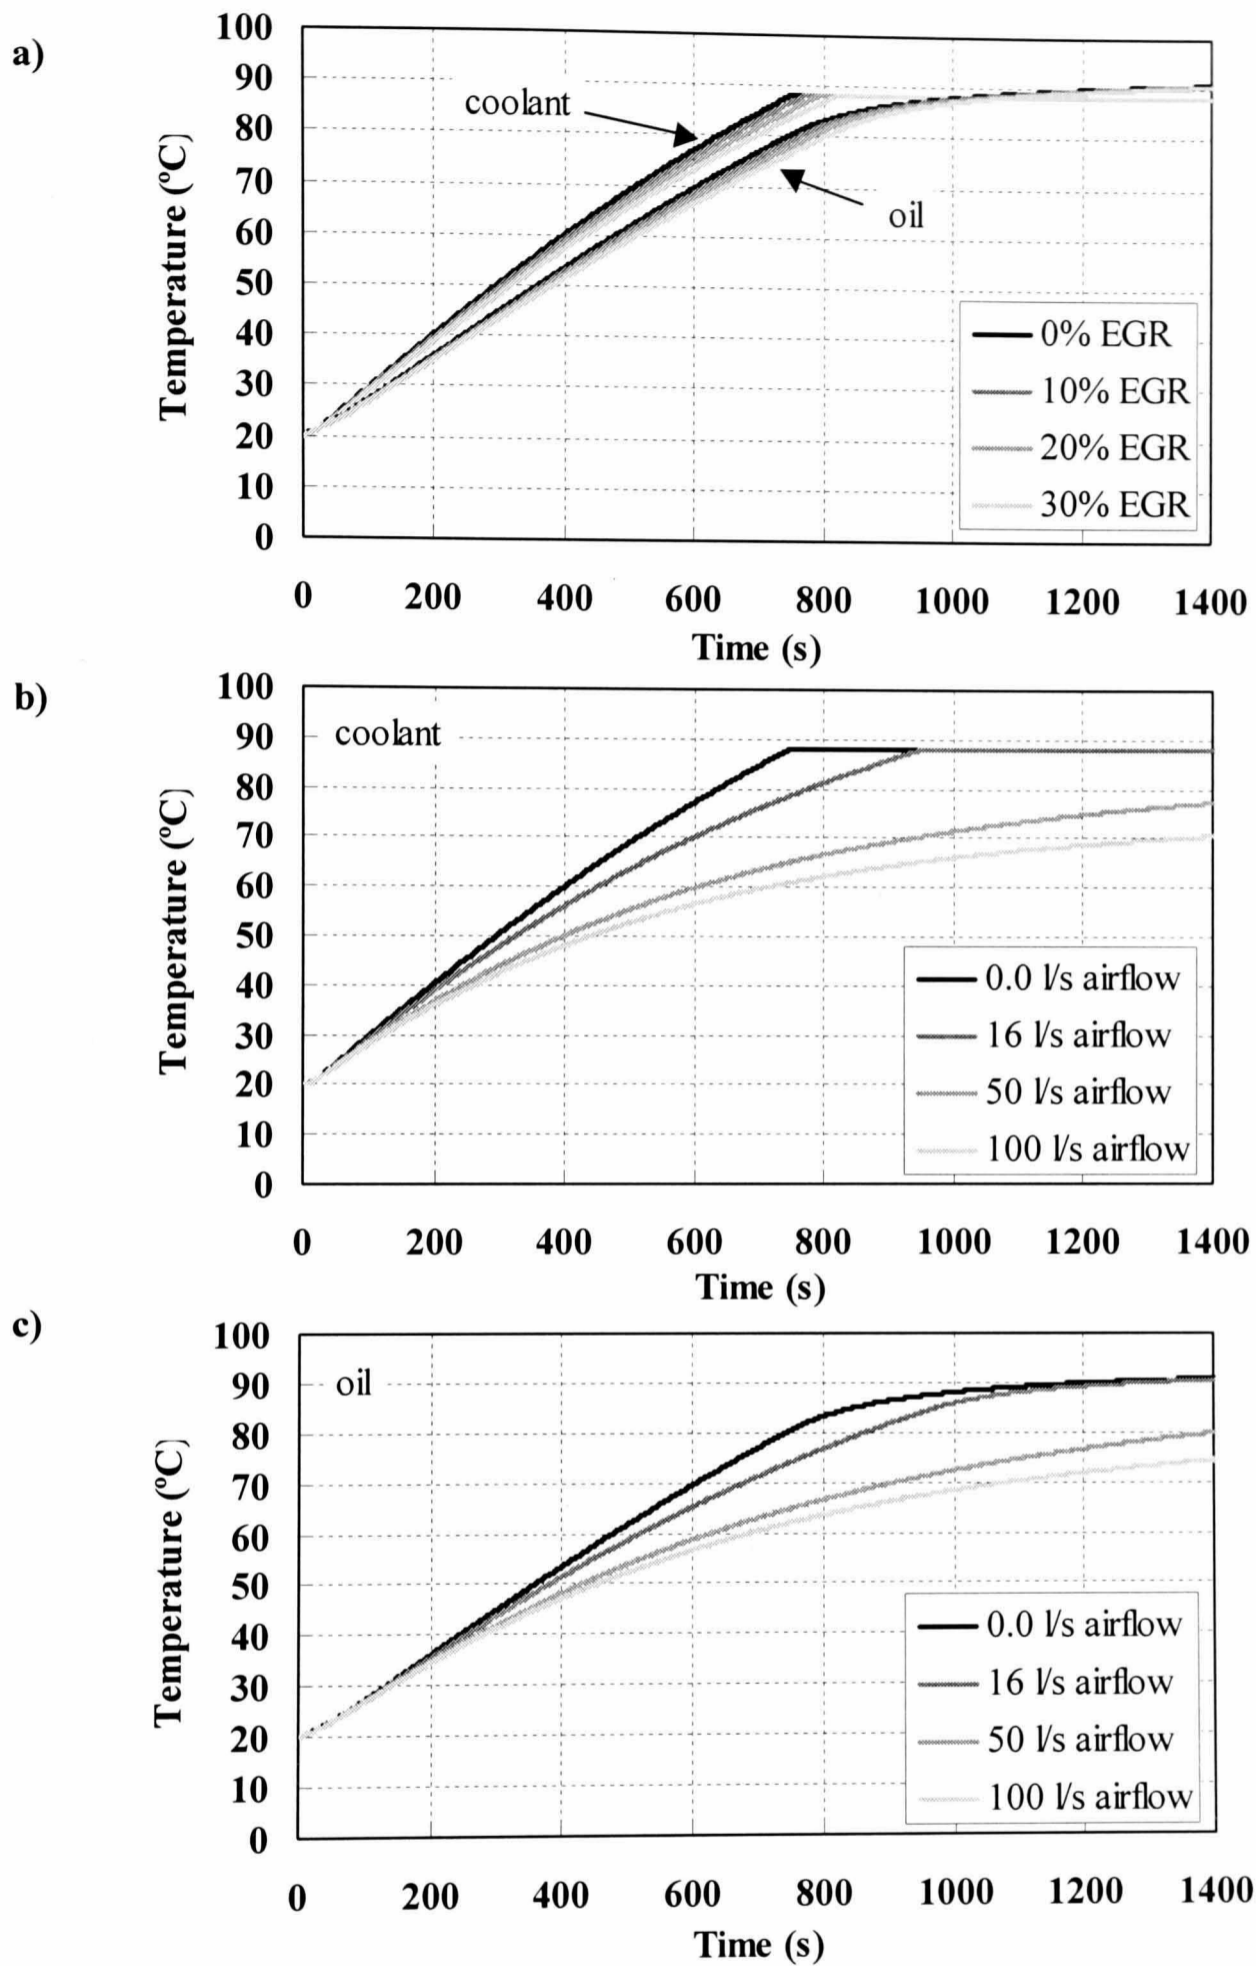 a)
100
90
80
70
60
50
40
30
20
10
0
Temperature (ºC)
coolant
oil
0% EGR
10% EGR
20% EGR
30% EGR
0 200 400 600 800 1000 1200 1400
Time (s)
b)
100
90
80
70
60
50
40
30
20
10
0
Temperature (ºC)
coolant
0.0 l/s airflow
16 l/s airflow
50 l/s airflow
100 l/s airflow
0 200 400 600 800 1000 1200 1400
Time (s)
c)
100
90
80
70
60
50
40
30
20
10
0
Temperature (ºC)
oil
0.0 l/s airflow
16 l/s airflow
50 l/s airflow
100 l/s airflow
0 200 400 600 800 1000 1200 1400
Time (s)